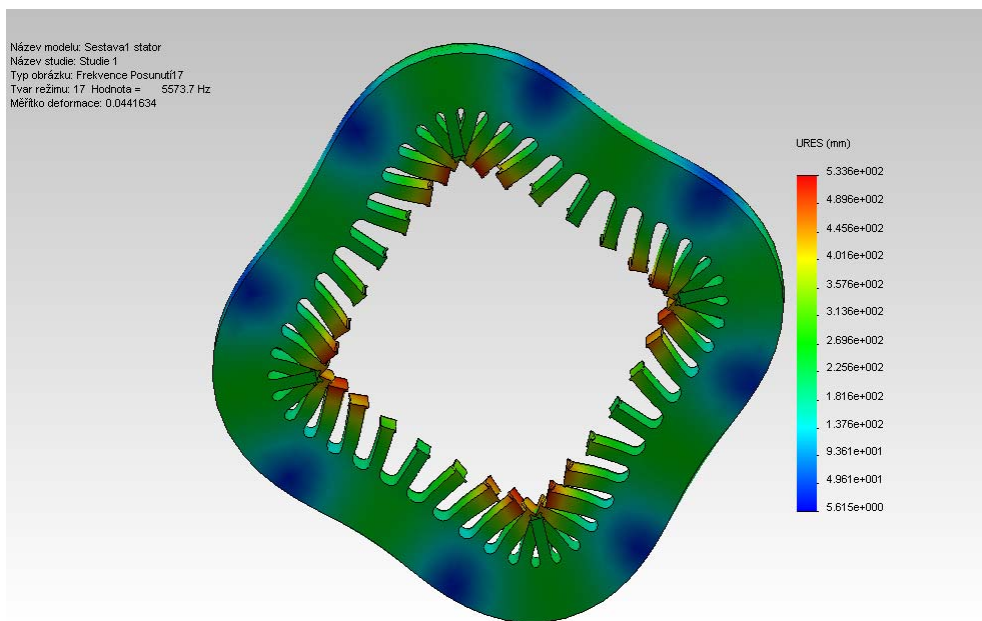 Název modelu: Sestava1 stator
Název studie: Studie 1
Typ obrázku: Frekvence Posunutí17
Tvar režimu: 17 Hodnota = 5573.7 Hz
Měřítko deformace: 0.0441634
URES (mm)
5.336e+002
4.896e+002
4.456e+002
4.016e+002
3.576e+002
3.136e+002
2.696e+002
2.256e+002
1.816e+002
1.376e+002
9.361e+001
4.961e+001
5.615e+000